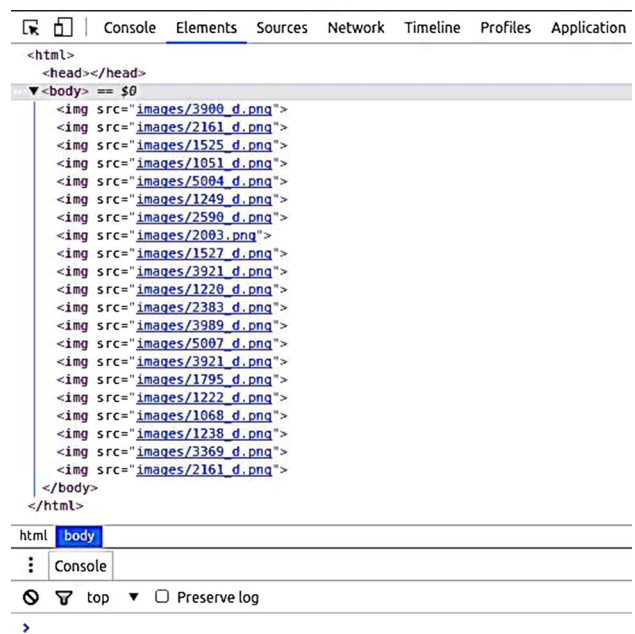 Console Elements Sources Network Timeline Profiles Application
<html>
<head></head>
<body> == $0
<img src="images/3900_d.png">
<img src="images/2161_d.png">
<img src="images/1525_d.png">
<img src="images/1051_d.png">
<img src="images/5004_d.png">
<img src="images/1249_d.png">
<img src="images/2590_d.png">
<img src="images/2003.png">
<img src="images/1527_d.png">
<img src="images/3921_d.png">
<img src="images/1220_d.png">
<img src="images/2383_d.png">
<img src="images/3989_d.png">
<img src="images/5007_d.png">
<img src="images/3921_d.png">
<img src="images/1795_d.png">
<img src="images/1222_d.png">
<img src="images/1068_d.png">
<img src="images/1238_d.png">
<img src="images/3369_d.png">
<img src="images/2161_d.png">
</body>
</html>
html body
Console
top Preserve log